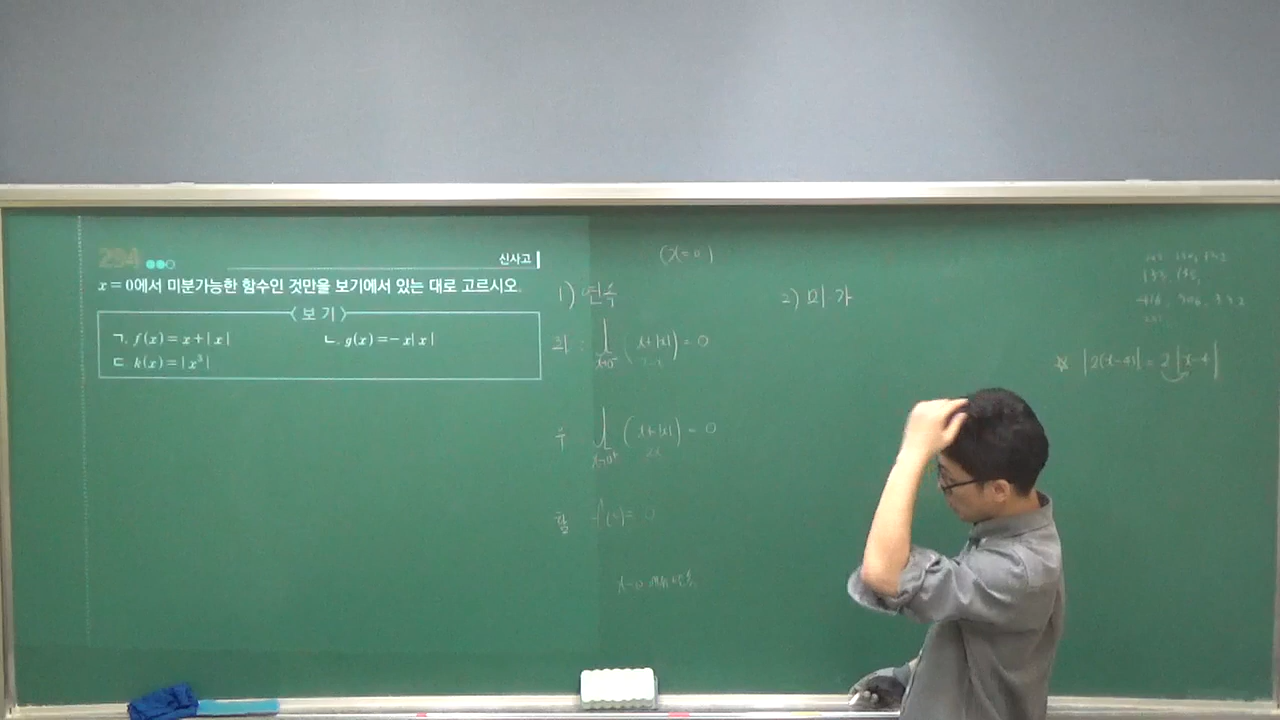 294
신사고
x = 0에서 미분가능한 함수인 것만을 보기에서 있는 대로 고르시오.
〈 보 기 〉
ㄱ. f(x) = x + | x |
ㄴ. g(x) = − x| x |
ㄷ. k(x) = | x³ |
(x=0)
1) 연속
좌 : lim x→0⁻ (x+|x|) = 0
우 lim x→0⁺ (x+|x|) = 0
2x
함 f(0) = 0
x=0
2) 미·가
|2(x-4)| = 2|x-4|